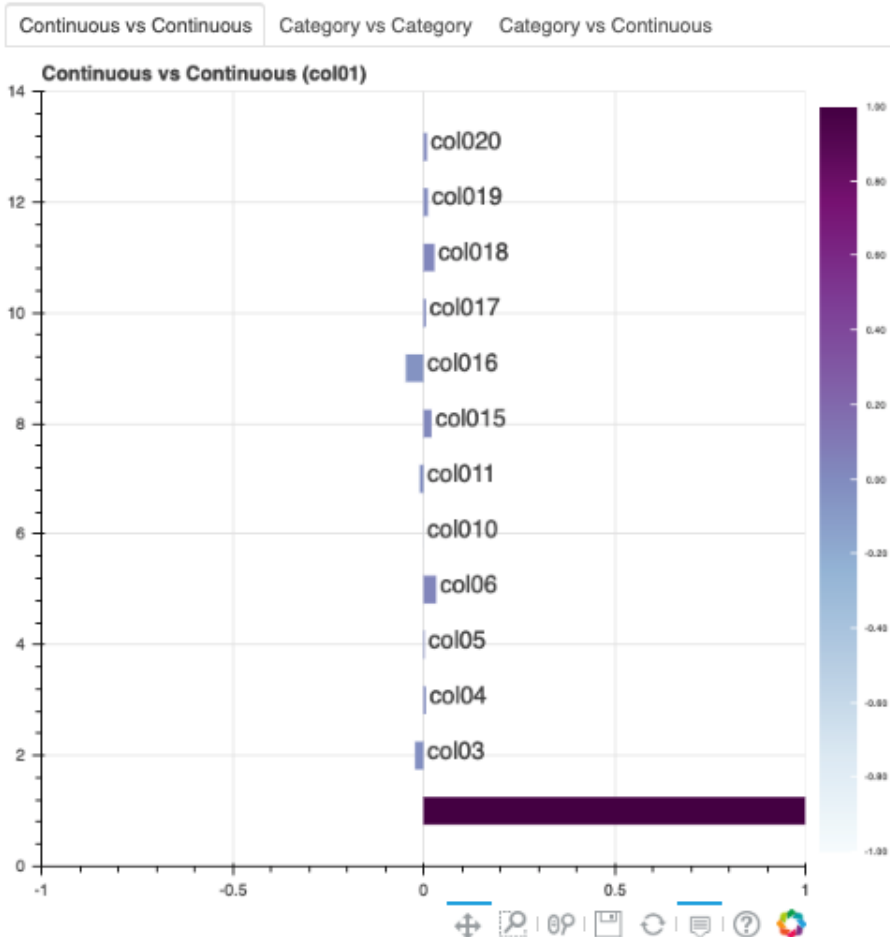 Continuous vs Continuous Category vs Category Category vs Continuous
Continuous vs Continuous (col01)
14
12
10
8
6
4
2
0
col020
col019
col018
col017
col016
col015
col011
col010
col06
col05
col04
col03
-1 -0.5 0 0.5 1
1.00
0.80
0.60
0.40
0.20
0.00
-0.20
-0.40
-0.60
-0.80
-1.00